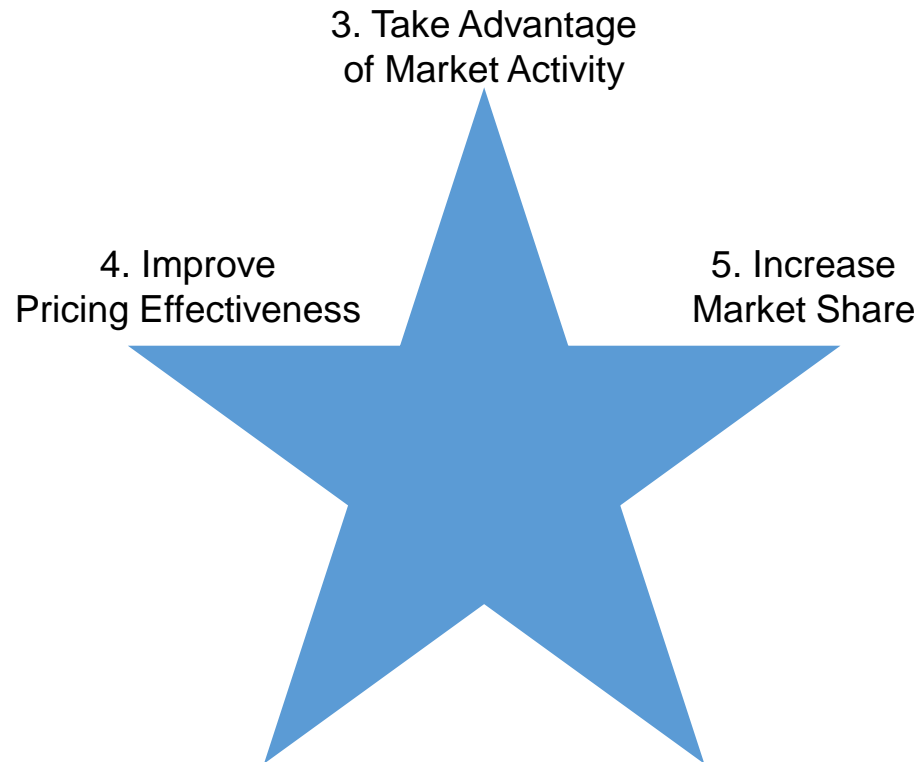 3. Take Advantage
of Market Activity
4. Improve
Pricing Effectiveness
5. Increase
Market Share